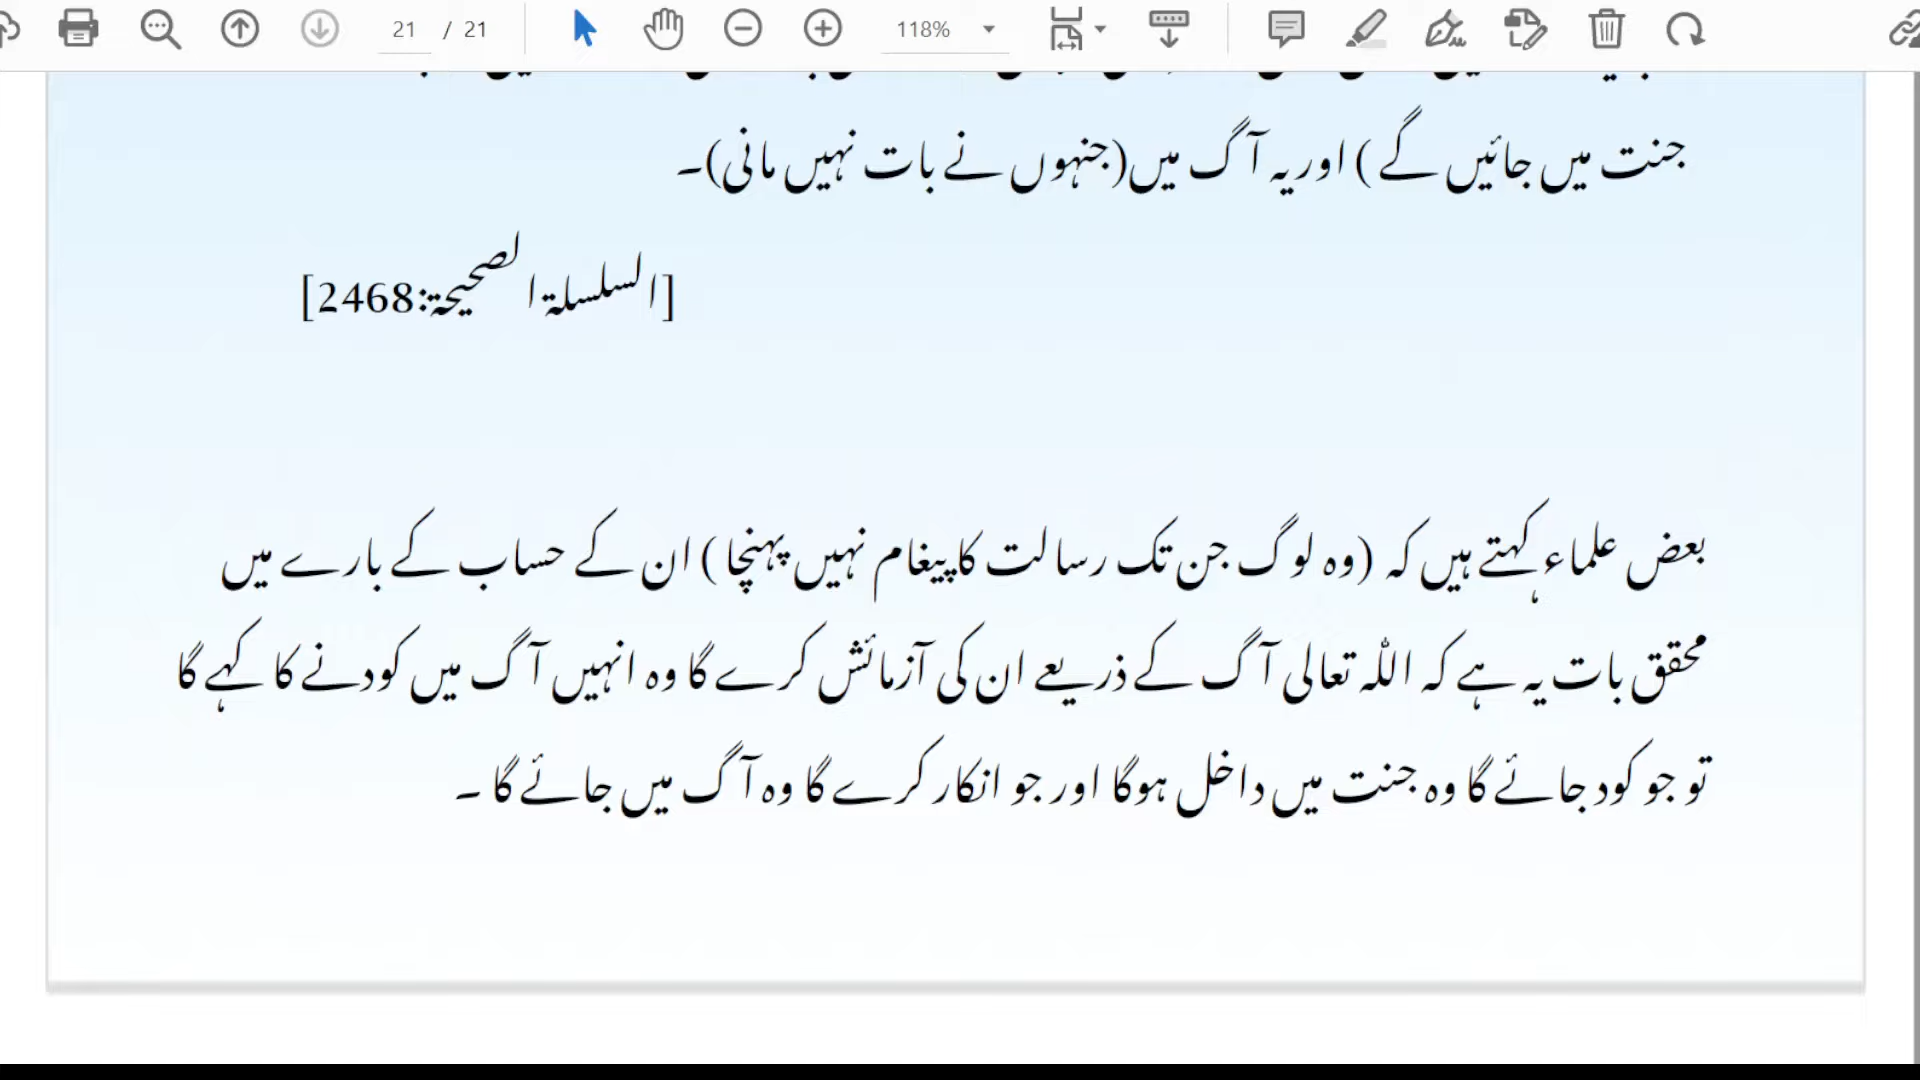 21 / 21
118%
جنت میں جائیں گے ) اور یہ آگ میں(جنہوں نے بات نہیں مانی)۔
[السلسلۃ الصحیحۃ:2468]
بعض علماء کہتے ہیں کہ (وہ لوگ جن تک رسالت کا پیغام نہیں پہنچا) ان کے حساب کے بارے میں
محقق بات یہ ہے کہ اللہ تعالی آگ کے ذریعے ان کی آزمائش کرے گا وہ انہیں آگ میں کودنے کا کہے گا
تو جو کود جائے گا وہ جنت میں داخل ہوگا اور جو انکار کرے گا وہ آگ میں جائے گا ۔